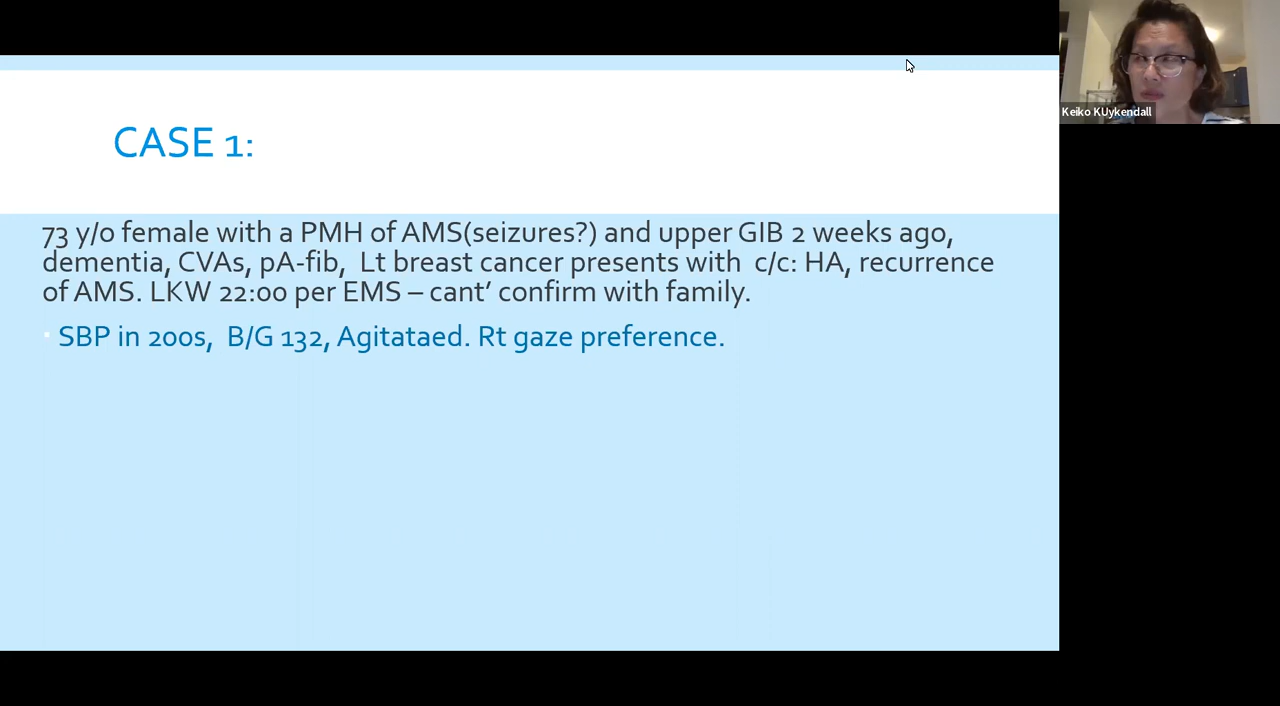 CASE 1:
73 y/o female with a PMH of AMS(seizures?) and upper GIB 2 weeks ago,
dementia, CVAs, pA-fib,  Lt breast cancer presents with  c/c: HA, recurrence
of AMS. LKW 22:00 per EMS – cant’ confirm with family.
SBP in 200s,  B/G 132, Agitataed. Rt gaze preference.
Keiko KUykendall